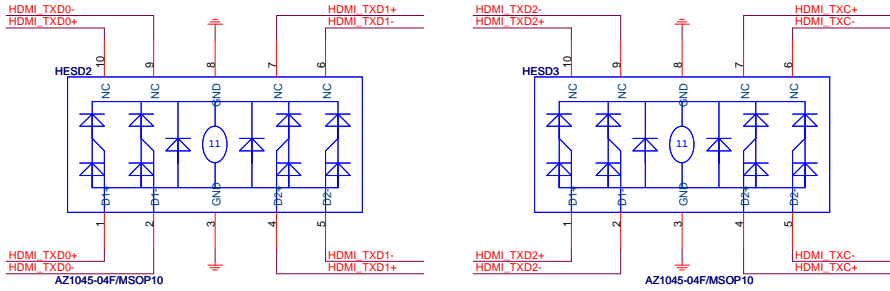 HDMI_TXD0-
HDMI_TXD0+
HDMI_TXD1+
HDMI_TXD1-
10
9
8
7
6
HESD2
NC
NC
GND
NC
NC
11
D1+
D1-
GND
D2+
D2-
1
2
3
4
5
HDMI_TXD0+
HDMI_TXD0-
HDMI_TXD1-
HDMI_TXD1+
AZ1045-04F/MSOP10
HDMI_TXD2-
HDMI_TXD2+
HDMI_TXC+
HDMI_TXC-
10
9
8
7
6
HESD3
NC
NC
GND
NC
NC
11
D1+
D1-
GND
D2+
D2-
1
2
3
4
5
HDMI_TXD2+
HDMI_TXD2-
HDMI_TXC-
HDMI_TXC+
AZ1045-04F/MSOP10